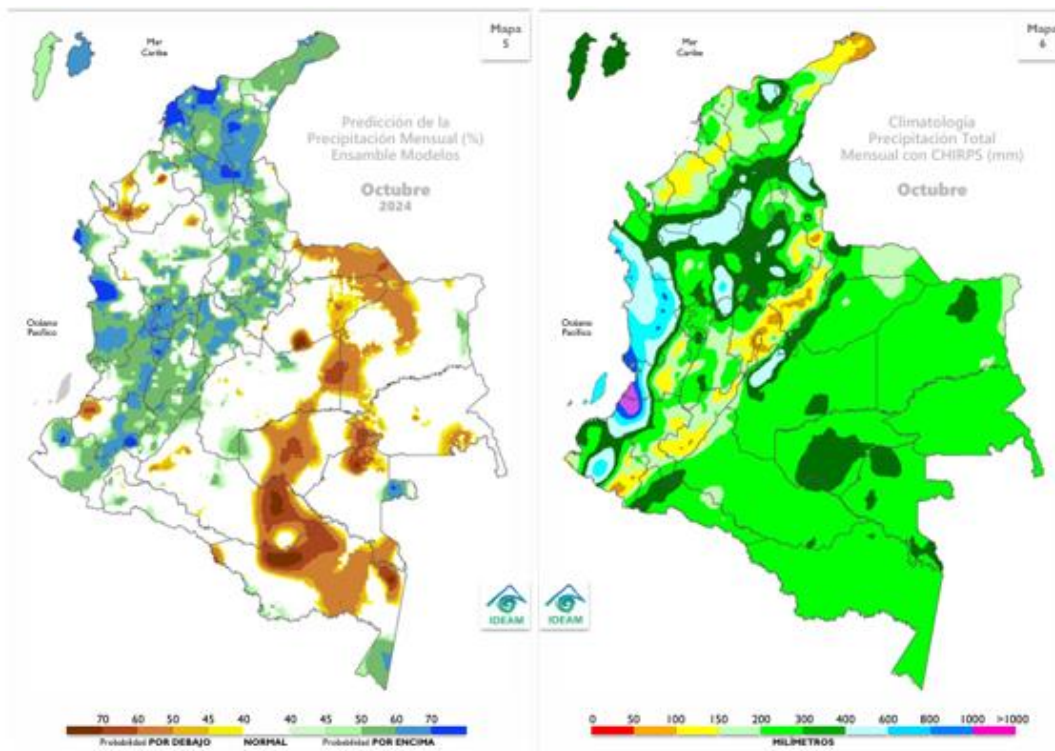 Mapa
5
Mar
Caribe
Predicción de la
Precipitación Mensual (%)
Ensamble Modelos
Octubre
2024
Océano
Pacífico
IDEAM
70 60 50 45 40 40 45 50 60 70
Probabilidad POR DEBAJO NORMAL Probabilidad POR ENCIMA
Mapa
6
Mar
Caribe
Climatología
Precipitación Total
Mensual con CHIRPS (mm)
Octubre
Océano
Pacífico
IDEAM
0 50 100 150 200 300 400 600 800 1000 >1000
MILÍMETROS